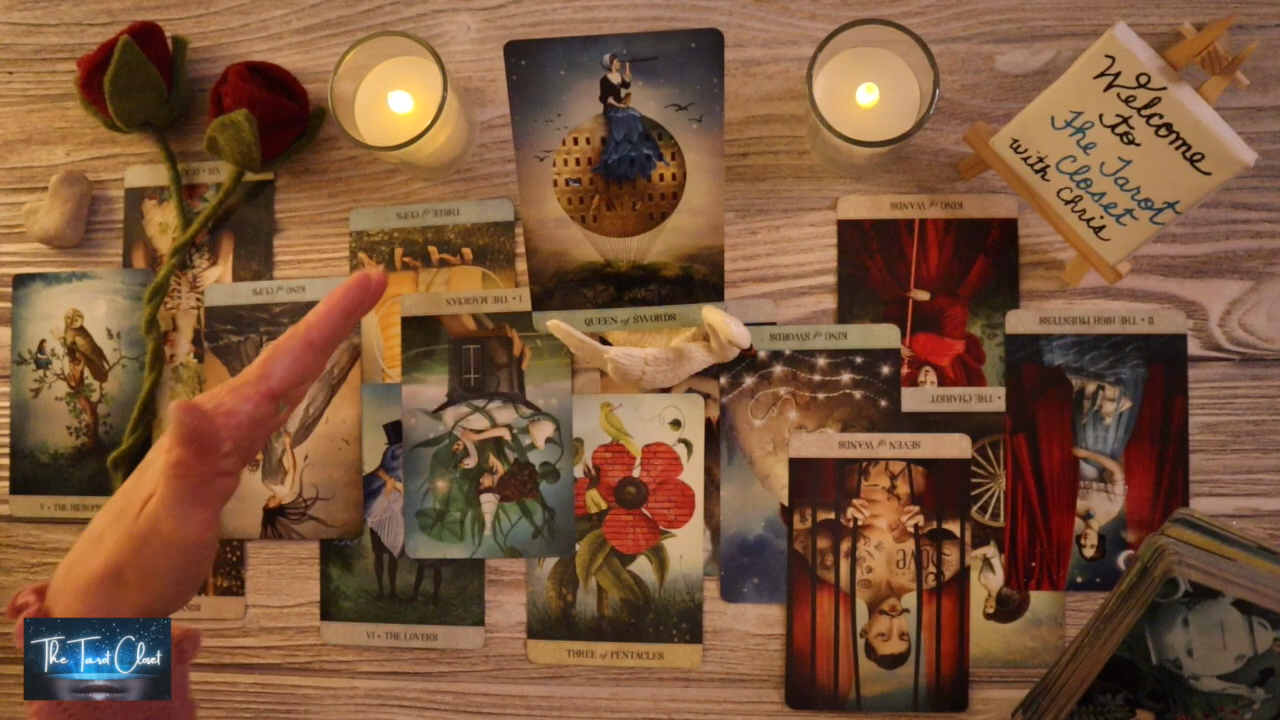 Welcome
to
The Tarot
Closet
with Chris
KING of WANDS
THREE of CUPS
KING of CUPS
I • THE MAGICIAN
QUEEN of SWORDS
KING of SWORDS
II • THE HIGH PRIESTESS
• THE CHARIOT
SEVEN of WANDS
V • THE
VI • THE LOVERS
THREE of PENTACLES
The Tarot Closet